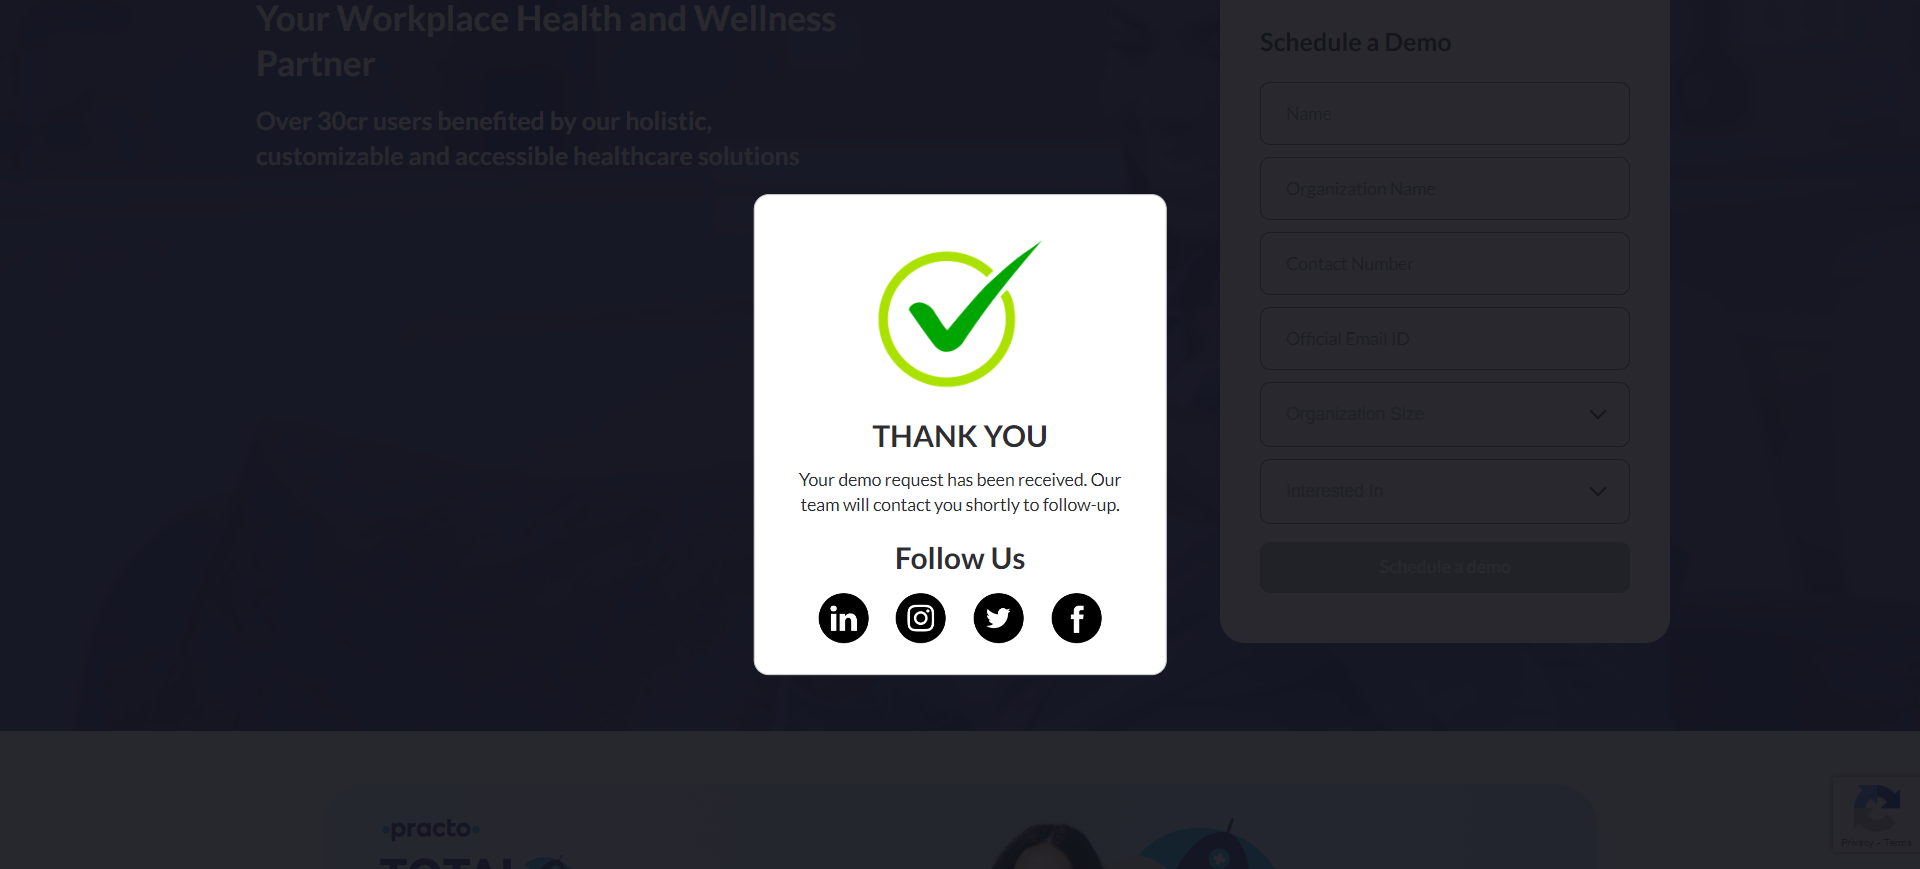 Your Workplace Health and Wellness
Partner
Over 30cr users benefited by our holistic,
customizable and accessible healthcare solutions
Schedule a Demo
Name
Organization Name
Contact Number
Official Email ID
Organization Size
Interested In
Schedule a demo
THANK YOU
Your demo request has been received. Our
team will contact you shortly to follow-up.
Follow Us
in
f
practo
TOTAL
Privacy - Terms